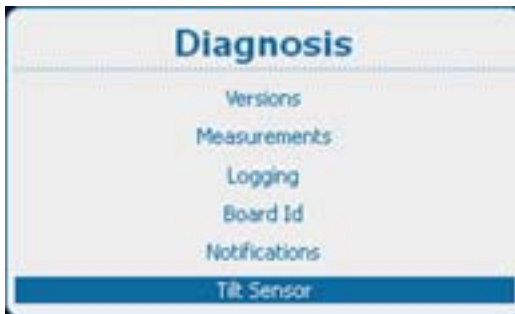 Diagnosis
Versions
Measurements
Logging
Board Id
Notifications
Tilt Sensor